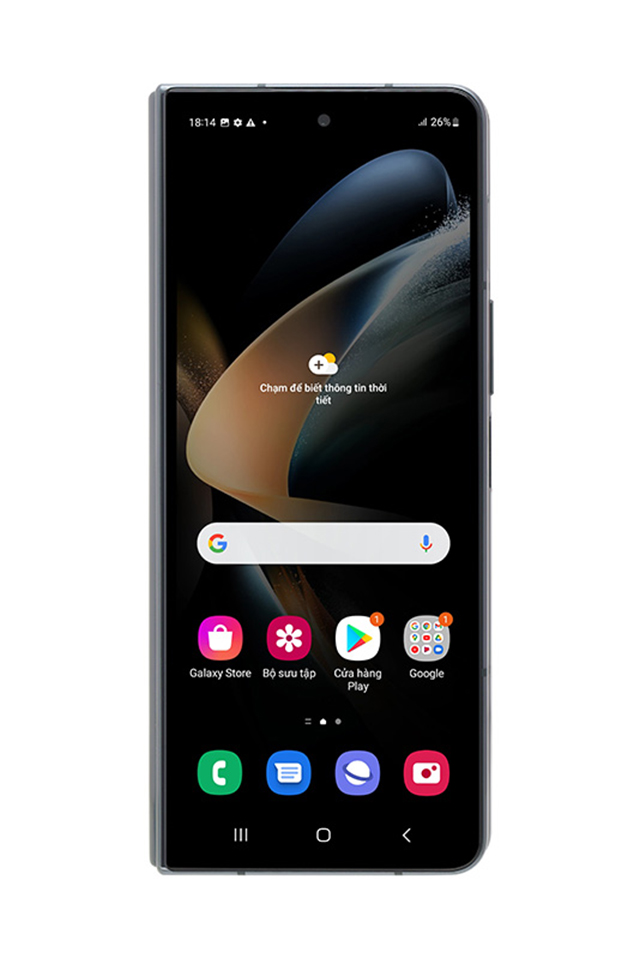 18:14
26%
Chạm để biết thông tin thời
tiết
G
1
1
Galaxy Store
Bộ sưu tập
Cửa hàng
Play
Google